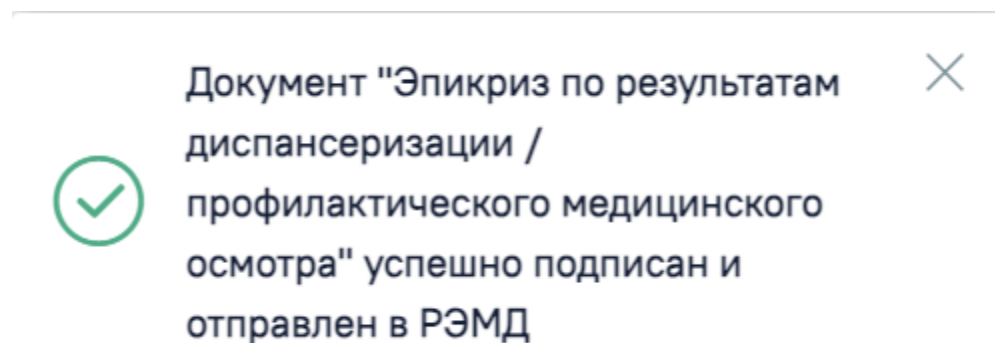 Документ "Эпикриз по результатам
диспансеризации /
профилактического медицинского
осмотра" успешно подписан и
отправлен в РЭМД